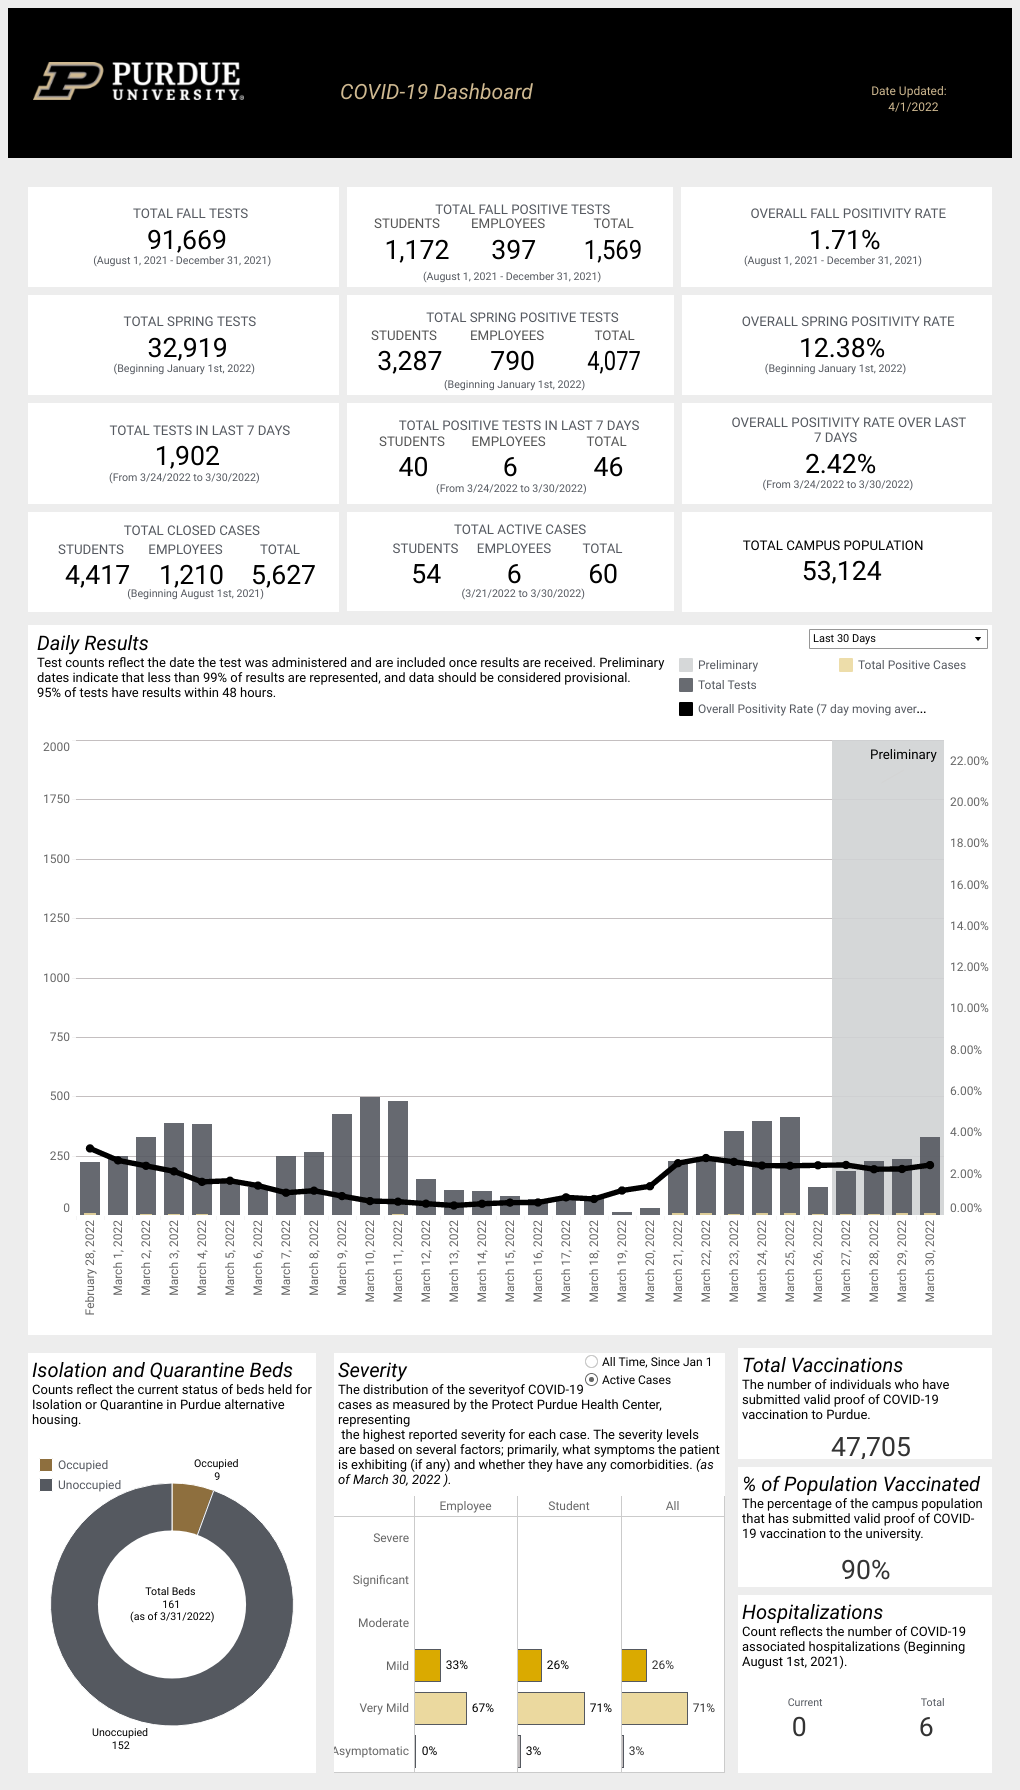 PURDUE
UNIVERSITY®
COVID-19 Dashboard
Date Updated:
4/1/2022
TOTAL FALL TESTS
91,669
(August 1, 2021 - December 31, 2021)
TOTAL FALL POSITIVE TESTS
STUDENTS EMPLOYEES TOTAL
1,172 397 1,569
(August 1, 2021 - December 31, 2021)
OVERALL FALL POSITIVITY RATE
1.71%
(August 1, 2021 - December 31, 2021)
TOTAL SPRING TESTS
32,919
(Beginning January 1st, 2022)
TOTAL SPRING POSITIVE TESTS
STUDENTS EMPLOYEES TOTAL
3,287 790 4,077
(Beginning January 1st, 2022)
OVERALL SPRING POSITIVITY RATE
12.38%
(Beginning January 1st, 2022)
TOTAL TESTS IN LAST 7 DAYS
1,902
(From 3/24/2022 to 3/30/2022)
TOTAL POSITIVE TESTS IN LAST 7 DAYS
STUDENTS EMPLOYEES TOTAL
40 6 46
(From 3/24/2022 to 3/30/2022)
OVERALL POSITIVITY RATE OVER LAST
7 DAYS
2.42%
(From 3/24/2022 to 3/30/2022)
TOTAL CLOSED CASES
STUDENTS EMPLOYEES TOTAL
4,417 1,210 5,627
(Beginning August 1st, 2021)
TOTAL ACTIVE CASES
STUDENTS EMPLOYEES TOTAL
54 6 60
(3/21/2022 to 3/30/2022)
TOTAL CAMPUS POPULATION
53,124
Daily Results
Test counts reflect the date the test was administered and are included once results are received. Preliminary
dates indicate that less than 99% of results are represented, and data should be considered provisional.
95% of tests have results within 48 hours.
Last 30 Days
Preliminary
Total Positive Cases
Total Tests
Overall Positivity Rate (7 day moving aver...
Preliminary
2000
1750
1500
1250
1000
750
500
250
0
22.00%
20.00%
18.00%
16.00%
14.00%
12.00%
10.00%
8.00%
6.00%
4.00%
2.00%
0.00%
February 28, 2022
March 1, 2022
March 2, 2022
March 3, 2022
March 4, 2022
March 5, 2022
March 6, 2022
March 7, 2022
March 8, 2022
March 9, 2022
March 10, 2022
March 11, 2022
March 12, 2022
March 13, 2022
March 14, 2022
March 15, 2022
March 16, 2022
March 17, 2022
March 18, 2022
March 19, 2022
March 20, 2022
March 21, 2022
March 22, 2022
March 23, 2022
March 24, 2022
March 25, 2022
March 26, 2022
March 27, 2022
March 28, 2022
March 29, 2022
March 30, 2022
Isolation and Quarantine Beds
Counts reflect the current status of beds held for
Isolation or Quarantine in Purdue alternative
housing.
Occupied
Unoccupied
Occupied
9
Total Beds
161
(as of 3/31/2022)
Unoccupied
152
Severity
All Time, Since Jan 1
Active Cases
The distribution of the severityof COVID-19
cases as measured by the Protect Purdue Health Center,
representing
the highest reported severity for each case. The severity levels
are based on several factors; primarily, what symptoms the patient
is exhibiting (if any) and whether they have any comorbidities. (as
of March 30, 2022 ).
Employee Student All
Severe
Significant
Moderate
Mild 33% 26% 26%
Very Mild 67% 71% 71%
Asymptomatic 0% 3% 3%
Total Vaccinations
The number of individuals who have
submitted valid proof of COVID-19
vaccination to Purdue.
47,705
% of Population Vaccinated
The percentage of the campus population
that has submitted valid proof of COVID-
19 vaccination to the university.
90%
Hospitalizations
Count reflects the number of COVID-19
associated hospitalizations (Beginning
August 1st, 2021).
Current Total
0 6